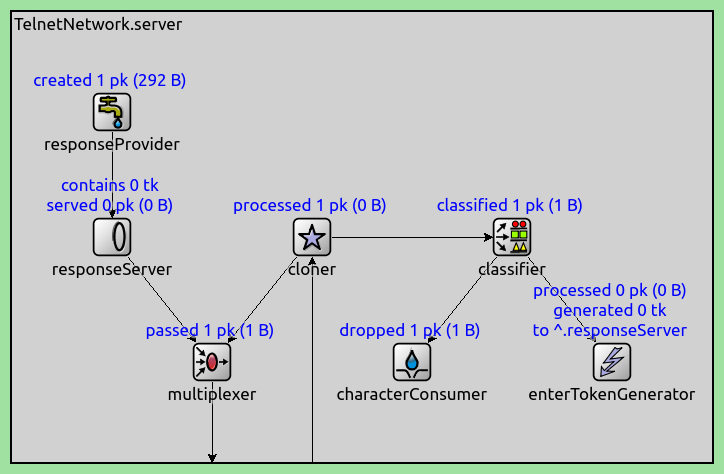 TelnetNetwork.server
created 1 pk (292 B)
responseProvider
contains 0 tk
served 0 pk (0 B)
responseServer
processed 1 pk (0 B)
cloner
classified 1 pk (1 B)
classifier
processed 0 pk (0 B)
generated 0 tk
to ^.responseServer
enterTokenGenerator
passed 1 pk (1 B)
multiplexer
dropped 1 pk (1 B)
characterConsumer